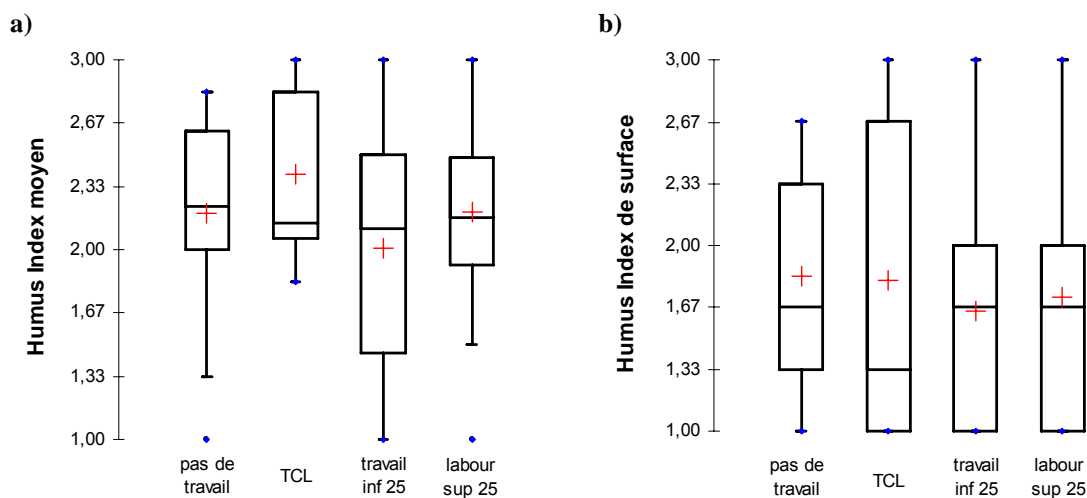 a)
Humus Index moyen
3,00
2,67
2,33
2,00
1,67
1,33
1,00
pas de
travail
TCL
travail
inf 25
labour
sup 25
b)
Humus Index de surface
3,00
2,67
2,33
2,00
1,67
1,33
1,00
pas de
travail
TCL
travail
inf 25
labour
sup 25